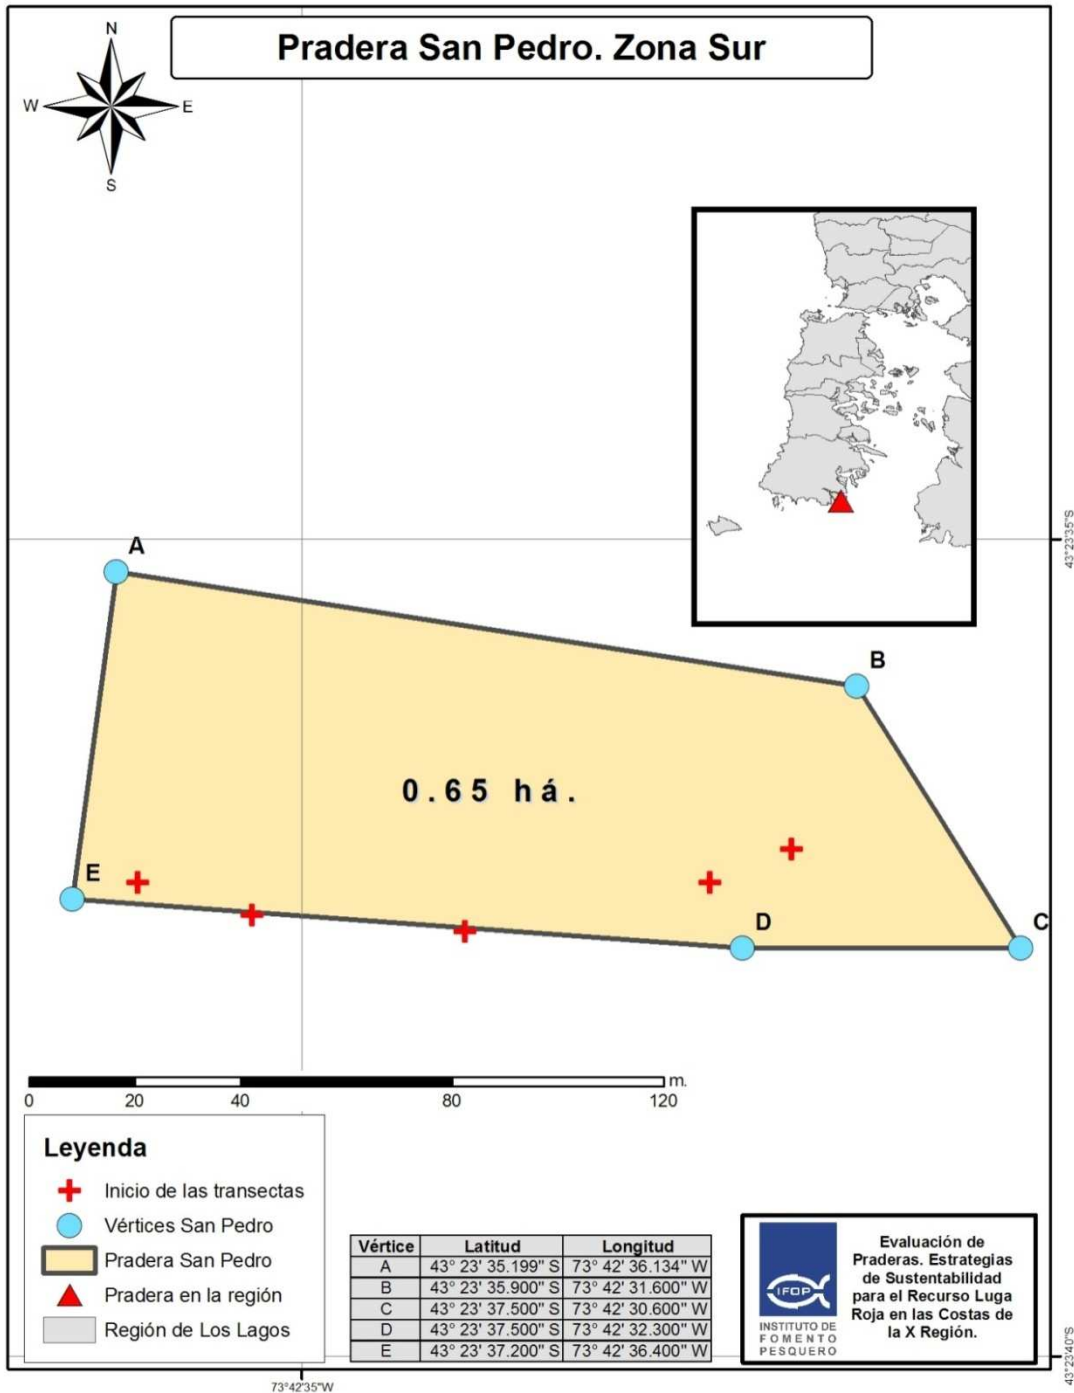 Pradera San Pedro. Zona Sur
N
W
E
S
43°23'35"S
A
B
0.65 há.
E
D
C
m.
0
20
40
80
120
Leyenda
Inicio de las transectas
Vértices San Pedro
Pradera San Pedro
Pradera en la región
Región de Los Lagos
Vértice Latitud Longitud
A 43° 23' 35.199" S 73° 42' 36.134" W
B 43° 23' 35.900" S 73° 42' 31.600" W
C 43° 23' 37.500" S 73° 42' 30.600" W
D 43° 23' 37.500" S 73° 42' 32.300" W
E 43° 23' 37.200" S 73° 42' 36.400" W
IFOP
INSTITUTO DE
FOMENTO
PESQUERO
Evaluación de
Praderas. Estrategias
de Sustentabilidad
para el Recurso Luga
Roja en las Costas de
la X Región.
43°23'40"S
73°42'35"W